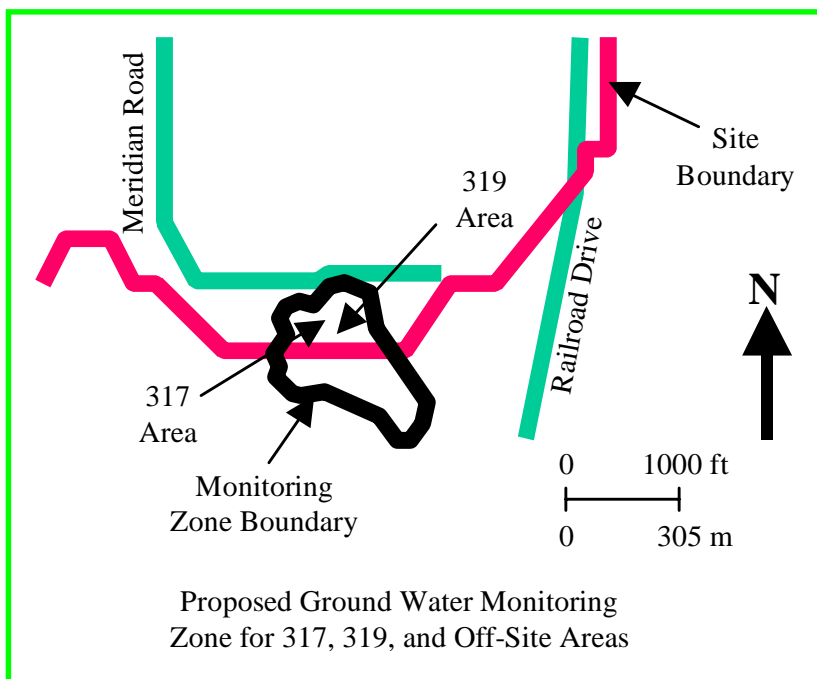 Meridian Road
319
Area
Site
Boundary
N
Railroad Drive
317
Area
Monitoring
Zone Boundary
0 1000 ft
0 305 m
Proposed Ground Water Monitoring
Zone for 317, 319, and Off-Site Areas